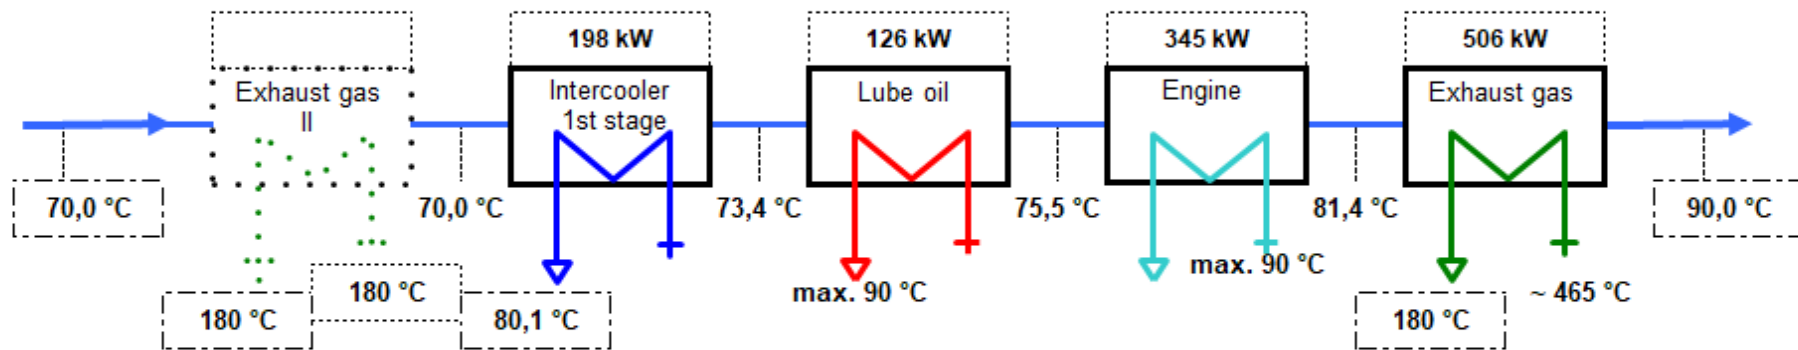 198 kW
126 kW
345 kW
506 kW
Exhaust gas
II
Intercooler
1st stage
Lube oil
Engine
Exhaust gas
70,0 °C
70,0 °C
73,4 °C
75,5 °C
81,4 °C
90,0 °C
180 °C
180 °C
80,1 °C
max. 90 °C
max. 90 °C
180 °C
~ 465 °C